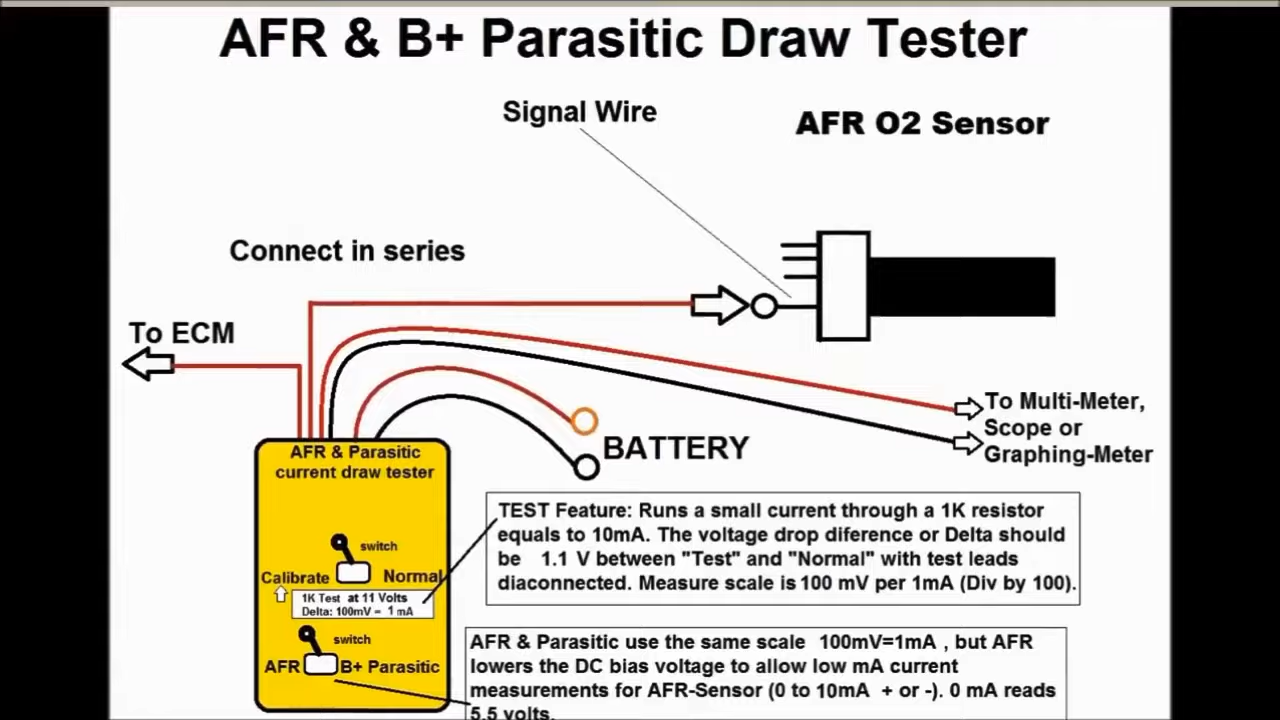 AFR & B+ Parasitic Draw Tester
Signal Wire
AFR O2 Sensor
Connect in series
To ECM
To Multi-Meter,
Scope or
Graphing-Meter
BATTERY
AFR & Parasitic
current draw tester
switch
Calibrate
Normal
1K Test at 11 Volts
Delta: 100mV = 1 mA
switch
AFR
B+ Parasitic
TEST Feature: Runs a small current through a 1K resistor
equals to 10mA. The voltage drop diference or Delta should
be 1.1 V between "Test" and "Normal" with test leads
diaconnected. Measure scale is 100 mV per 1mA (Div by 100).
AFR & Parasitic use the same scale 100mV=1mA , but AFR
lowers the DC bias voltage to allow low mA current
measurements for AFR-Sensor (0 to 10mA + or -). 0 mA reads
5.5 volts.